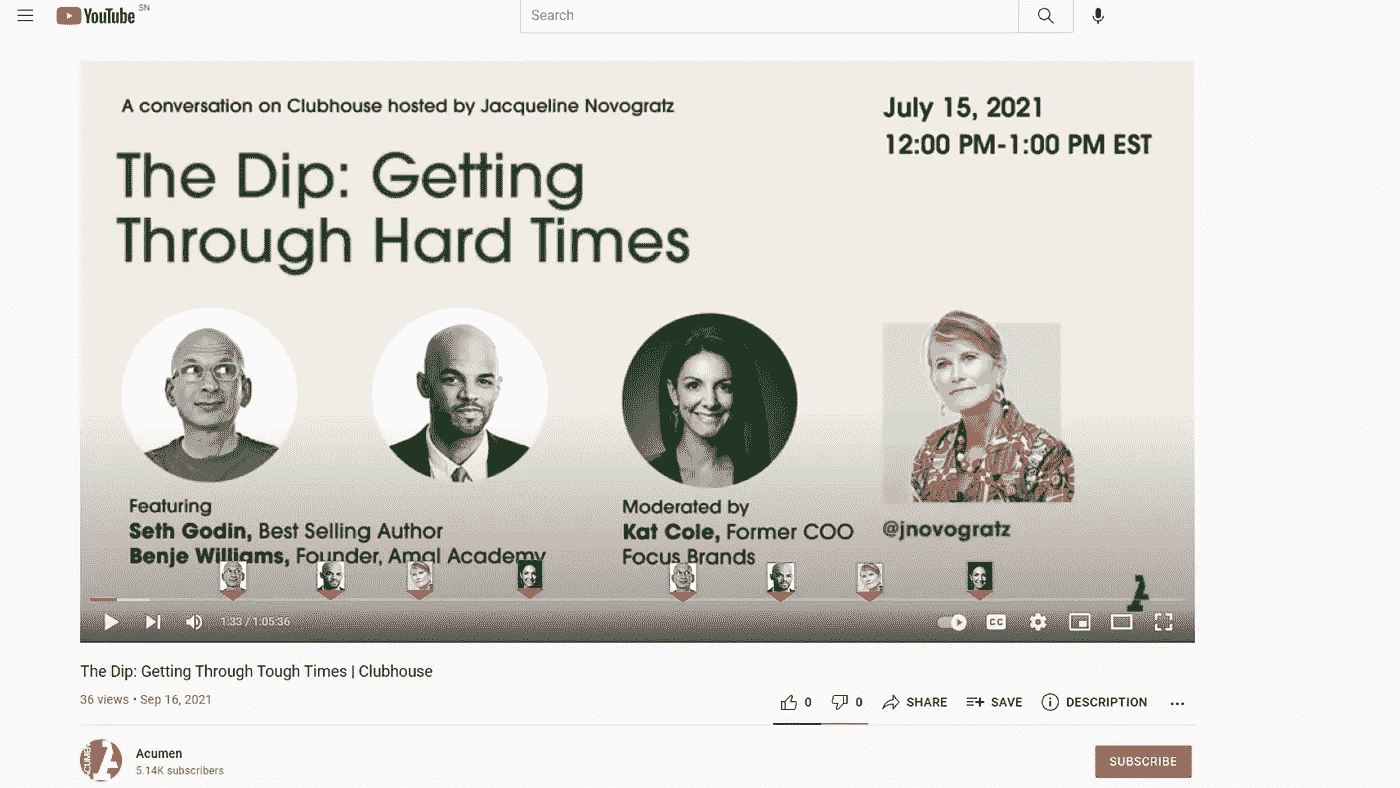 YouTube SN
Search
A conversation on Clubhouse hosted by Jacqueline Novogratz
July 15, 2021
12:00 PM-1:00 PM EST
The Dip: Getting
Through Hard Times
Featuring
Seth Godin, Best Selling Author
Benje Williams, Founder, Amal Academy
Moderated by
Kat Cole, Former COO
Focus Brands
@jnovogratz
1:33 / 1:05:36
CC
The Dip: Getting Through Tough Times | Clubhouse
36 views • Sep 16, 2021
0
0
SHARE
SAVE
DESCRIPTION
ACUMEN
Acumen
5.14K subscribers
SUBSCRIBE